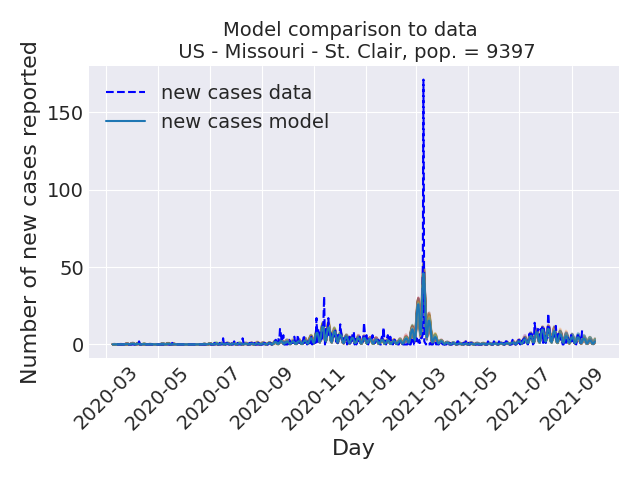 Model comparison to data
US - Missouri - St. Clair, pop. = 9397
new cases data
new cases model
Number of new cases reported
150
100
50
0
2020-03
2020-05
2020-07
2020-09
2020-11
2021-01
2021-03
2021-05
2021-07
2021-09
Day